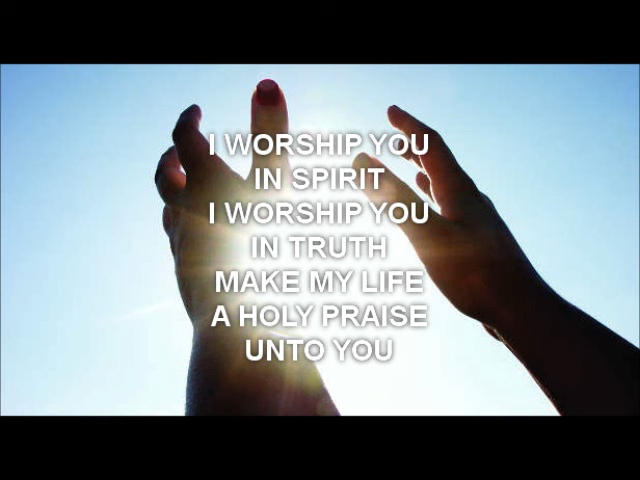 I WORSHIP YOU
IN SPIRIT
I WORSHIP YOU
IN TRUTH
MAKE MY LIFE
A HOLY PRAISE
UNTO YOU